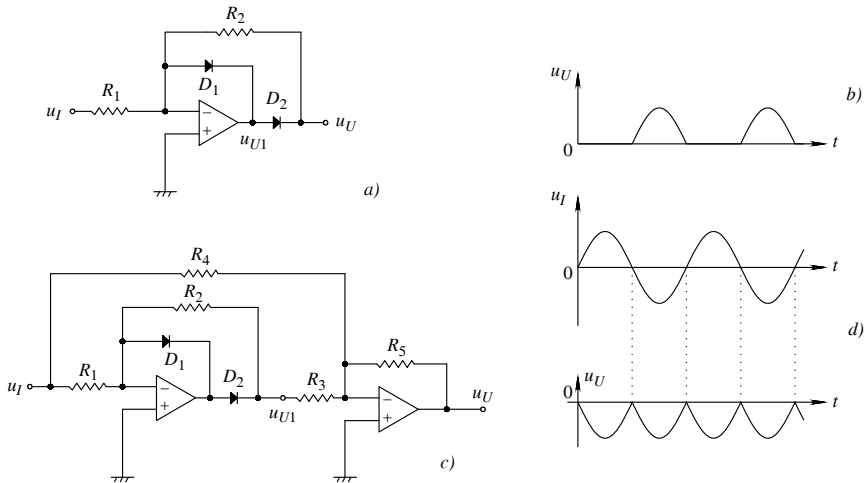 R2
D1
R1
D2
uI
−
+
uU1
uU
a)
uU
b)
0
t
uI
0
t
d)
0
uU
t
R4
R2
D1
R1
D2
uI
−
+
uU1
R3
R5
−
+
uU
c)